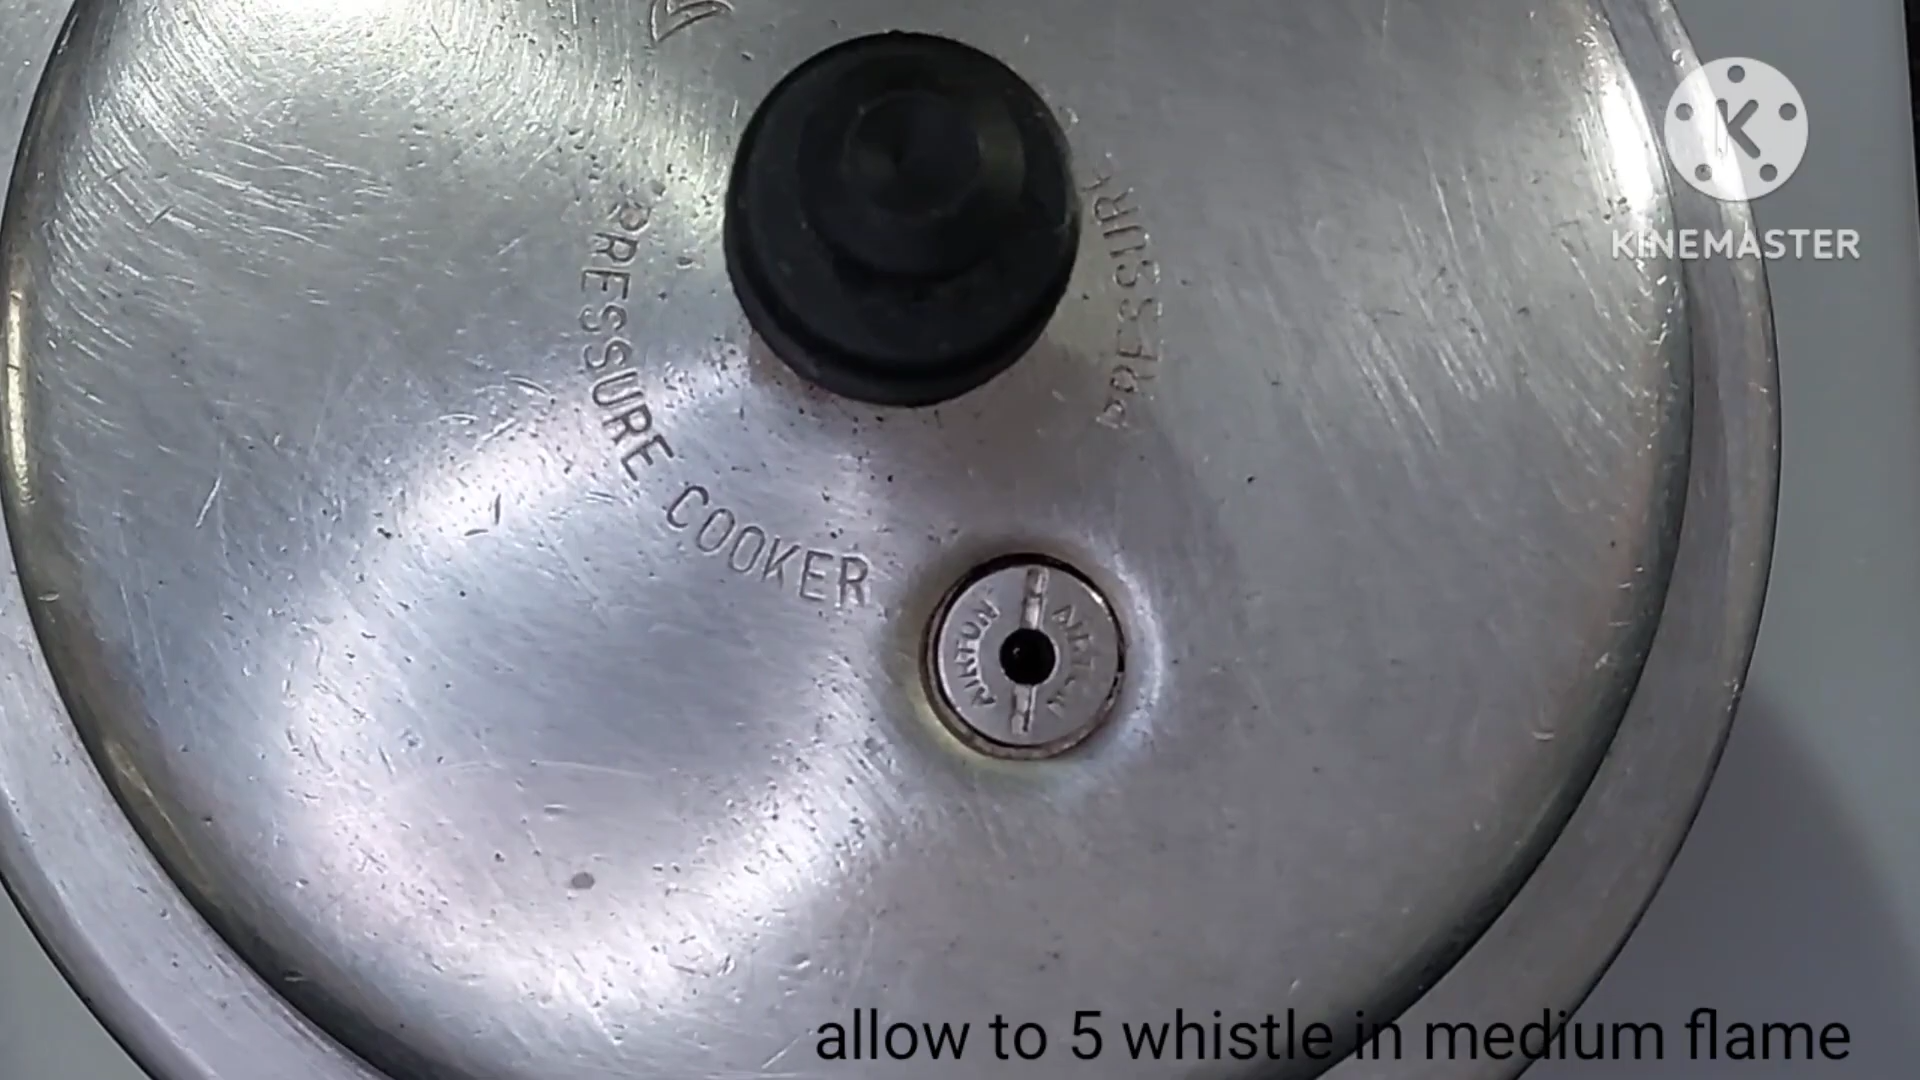 K
KINEMASTER
PRESSURE COOKER
PRESSURE
allow to 5 whistle in medium flame